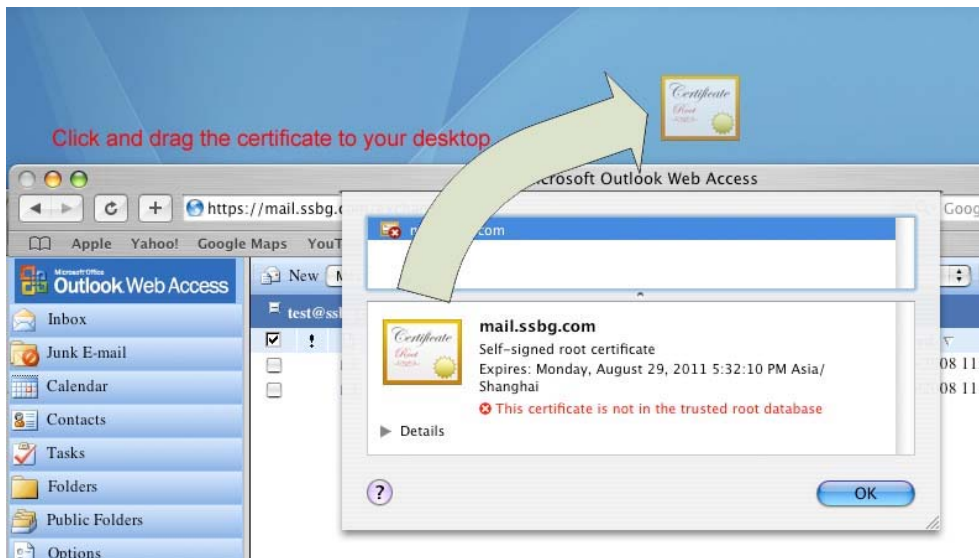 Certificate
Root
Click and drag the certificate to your desktop
Microsoft Outlook Web Access
https://mail.ssbg.c
Goog
Apple Yahoo! Google Maps YouT
.com
Microsoft Office
Outlook Web Access
New
test@ssl
Inbox
Junk E-mail
Calendar
Contacts
Tasks
Folders
Public Folders
Options
Certificate
Root
mail.ssbg.com
Self-signed root certificate
Expires: Monday, August 29, 2011 5:32:10 PM Asia/
Shanghai
This certificate is not in the trusted root database
Details
08 11
08 11
?
OK